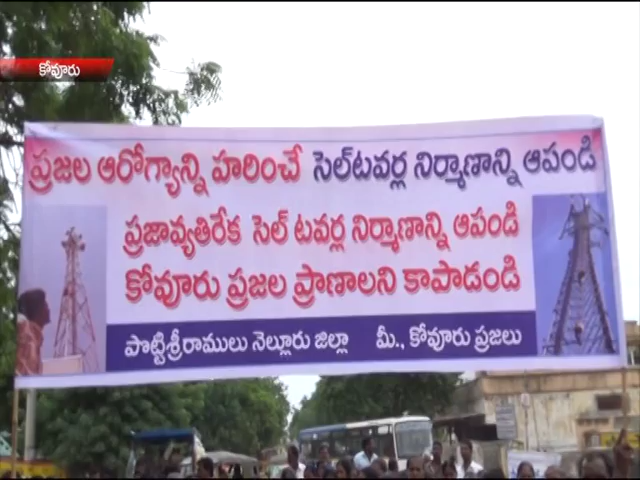 కోవూరు
ప్రజల ఆరోగ్యాన్ని హరించే సెల్‌టవర్ల నిర్మాణాన్ని ఆపండి
ప్రజావ్యతిరేక సెల్ టవర్ల నిర్మాణాన్ని ఆపండి
కోవూరు ప్రజల ప్రాణాలని కాపాడండి
పొట్టిశ్రీరాములు నెల్లూరు జిల్లా మీ., కోవూరు ప్రజలు